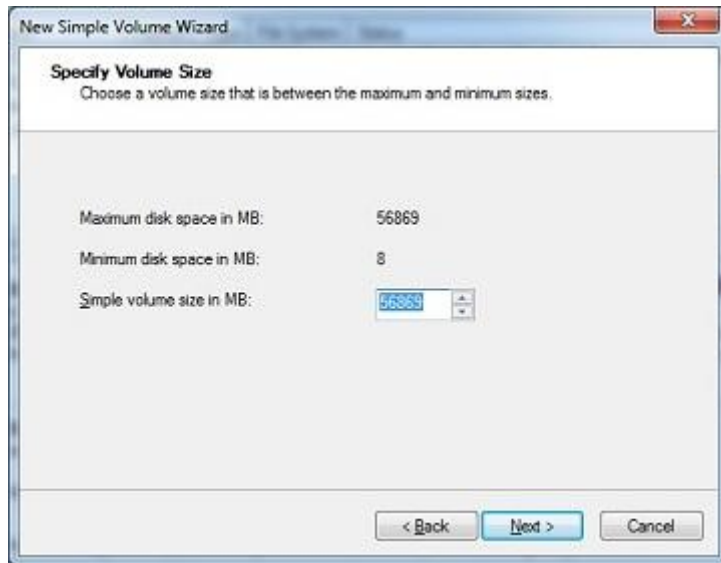 New Simple Volume Wizard
Specify Volume Size
Choose a volume size that is between the maximum and minimum sizes.
Maximum disk space in MB: 56869
Minimum disk space in MB: 8
Simple volume size in MB: 56869
< Back Next > Cancel